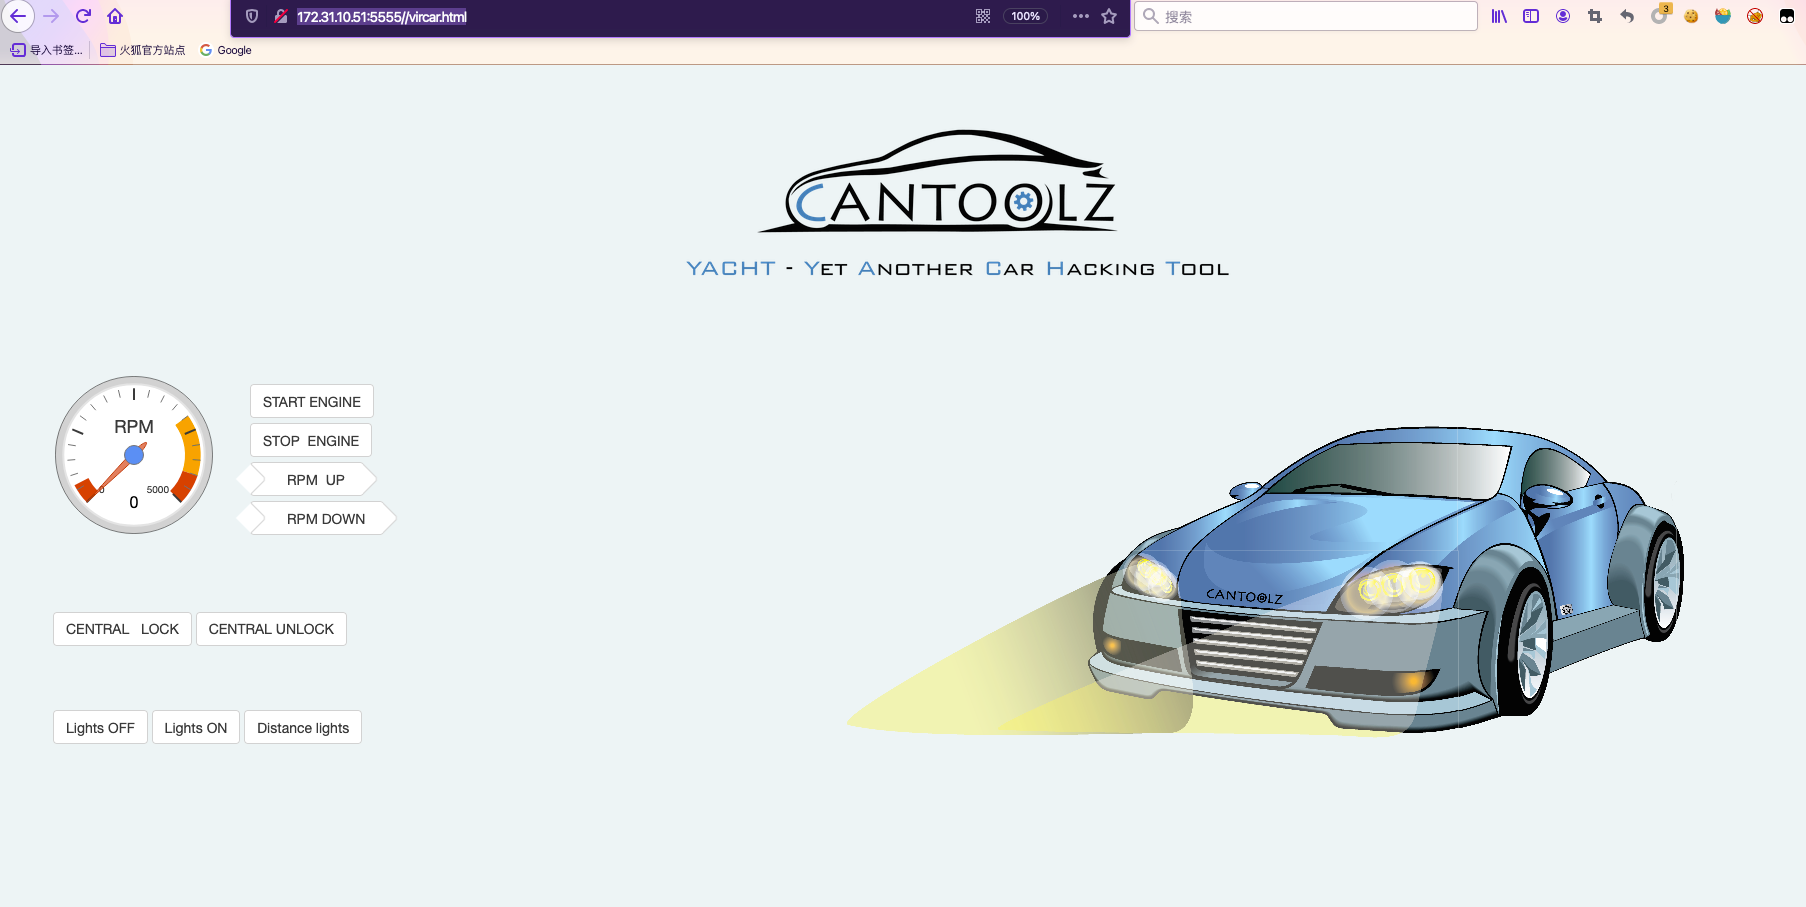 172.31.10.51:5555//vircar.html
100%
搜索
3
导入书签... 火狐官方站点 Google
CANTOOLZ
YACHT - YET ANOTHER CAR HACKING TOOL
RPM
0 5000
0
START ENGINE
STOP ENGINE
RPM UP
RPM DOWN
CANTOOLZ
CENTRAL LOCK CENTRAL UNLOCK
Lights OFF Lights ON Distance lights